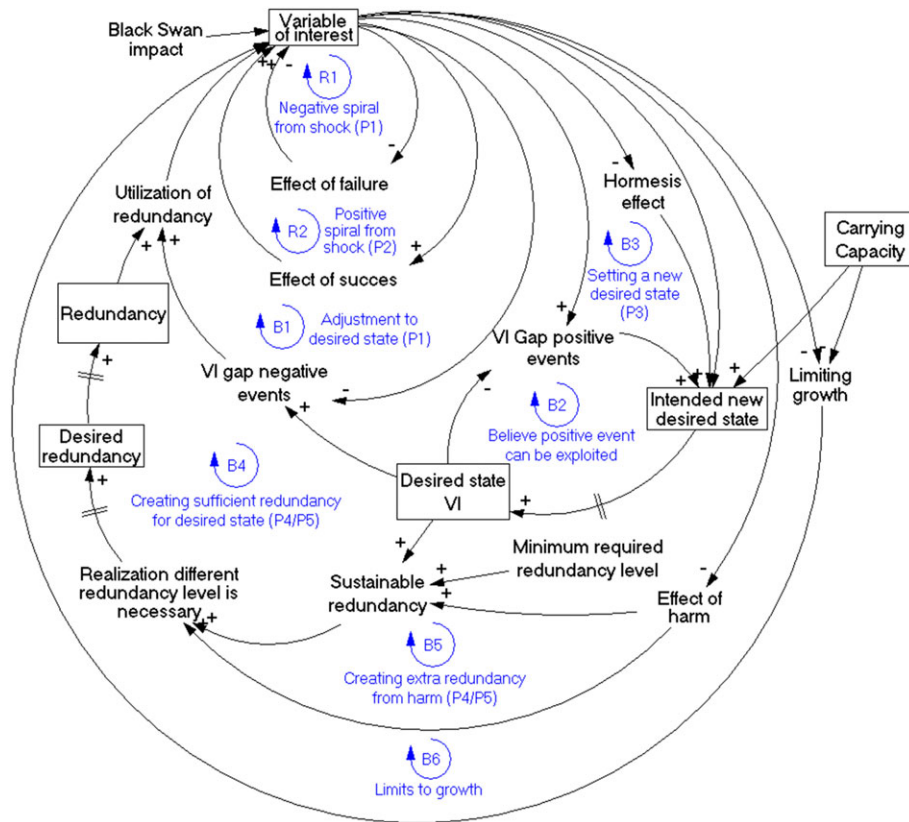 Variable
of interest
Black Swan
impact
+
+
-
R1
Negative spiral
from shock (P1)
-
-
Effect of failure
Hormesis
effect
Utilization of
redundancy
R2
Positive
spiral from
shock (P2)
+
+
+
Effect of succes
B3
Setting a new
desired state
(P3)
Carrying
Capacity
Redundancy
B1
Adjustment to
desired state (P1)
+
VI Gap positive
events
+
VI gap negative
events
-
+
-
+
+
+
+
-
-
Limiting
growth
Intended new
desired state
B2
Believe positive event
can be exploited
Desired
redundancy
+
B4
Creating sufficient redundancy
for desired state (P4/P5)
Desired state
VI
+
+
Minimum required
redundancy level
+
+
-
Realization different
redundancy level is
necessary
+
+
Sustainable
redundancy
Effect of
harm
B5
Creating extra redundancy
from harm (P4/P5)
B6
Limits to growth